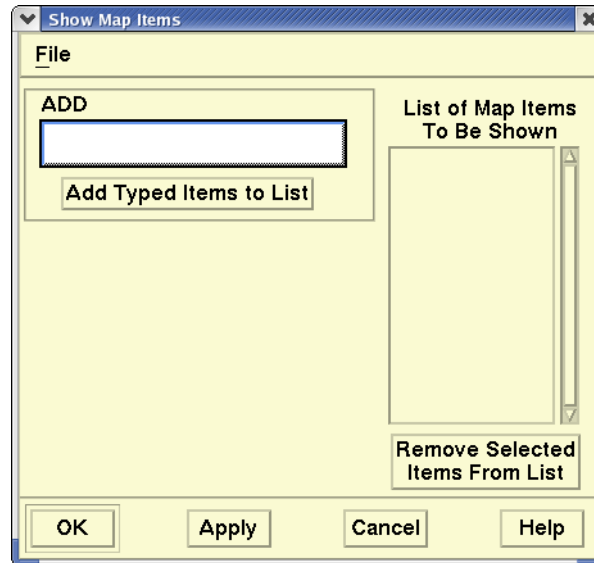 Show Map Items
File
ADD
Add Typed Items to List
List of Map Items
To Be Shown
Remove Selected
Items From List
OK
Apply
Cancel
Help